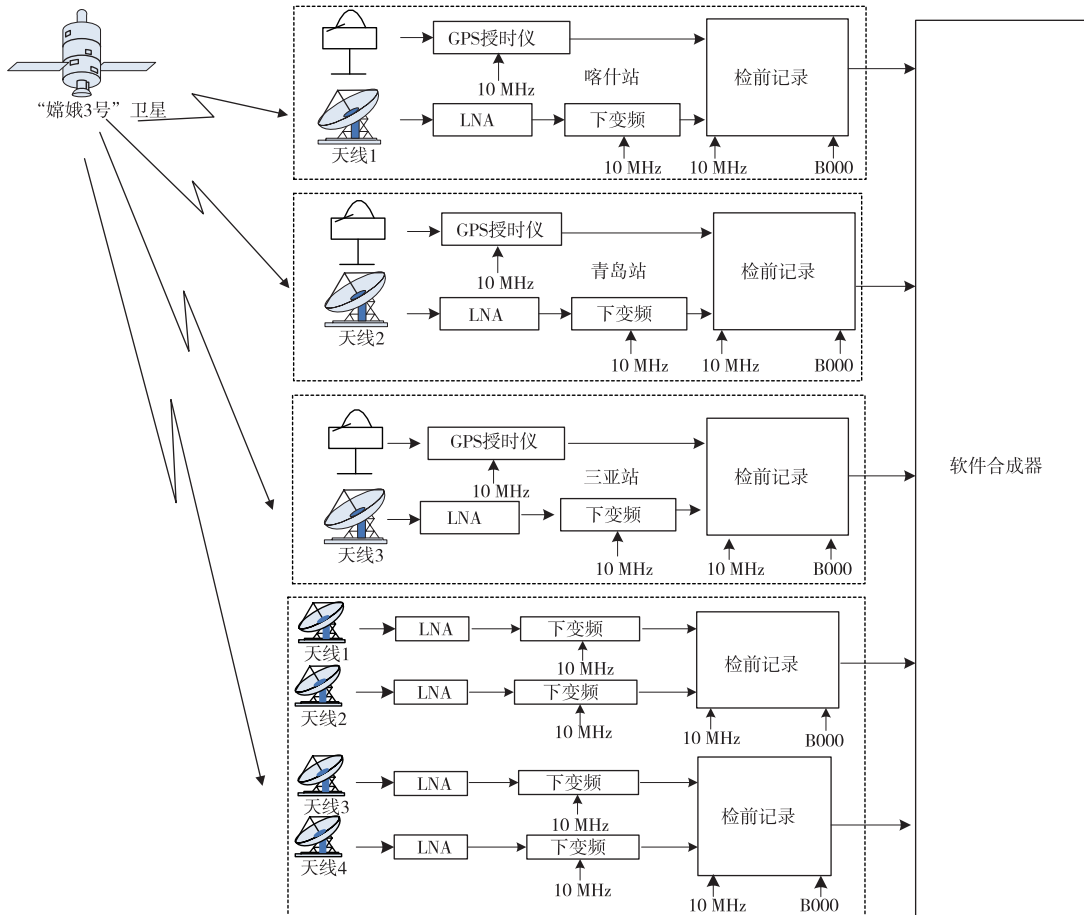 “嫦娥3号”卫星
GPS授时仪
10 MHz
喀什站
检前记录
LNA
下变频
天线1
10 MHz
10 MHz
B000
GPS授时仪
10 MHz
青岛站
检前记录
LNA
下变频
天线2
10 MHz
10 MHz
B000
GPS授时仪
10 MHz
三亚站
检前记录
LNA
下变频
天线3
10 MHz
10 MHz
B000
软件合成器
LNA
下变频
天线1
10 MHz
检前记录
LNA
下变频
天线2
10 MHz
10 MHz
B000
LNA
下变频
天线3
10 MHz
检前记录
LNA
下变频
天线4
10 MHz
10 MHz
B000